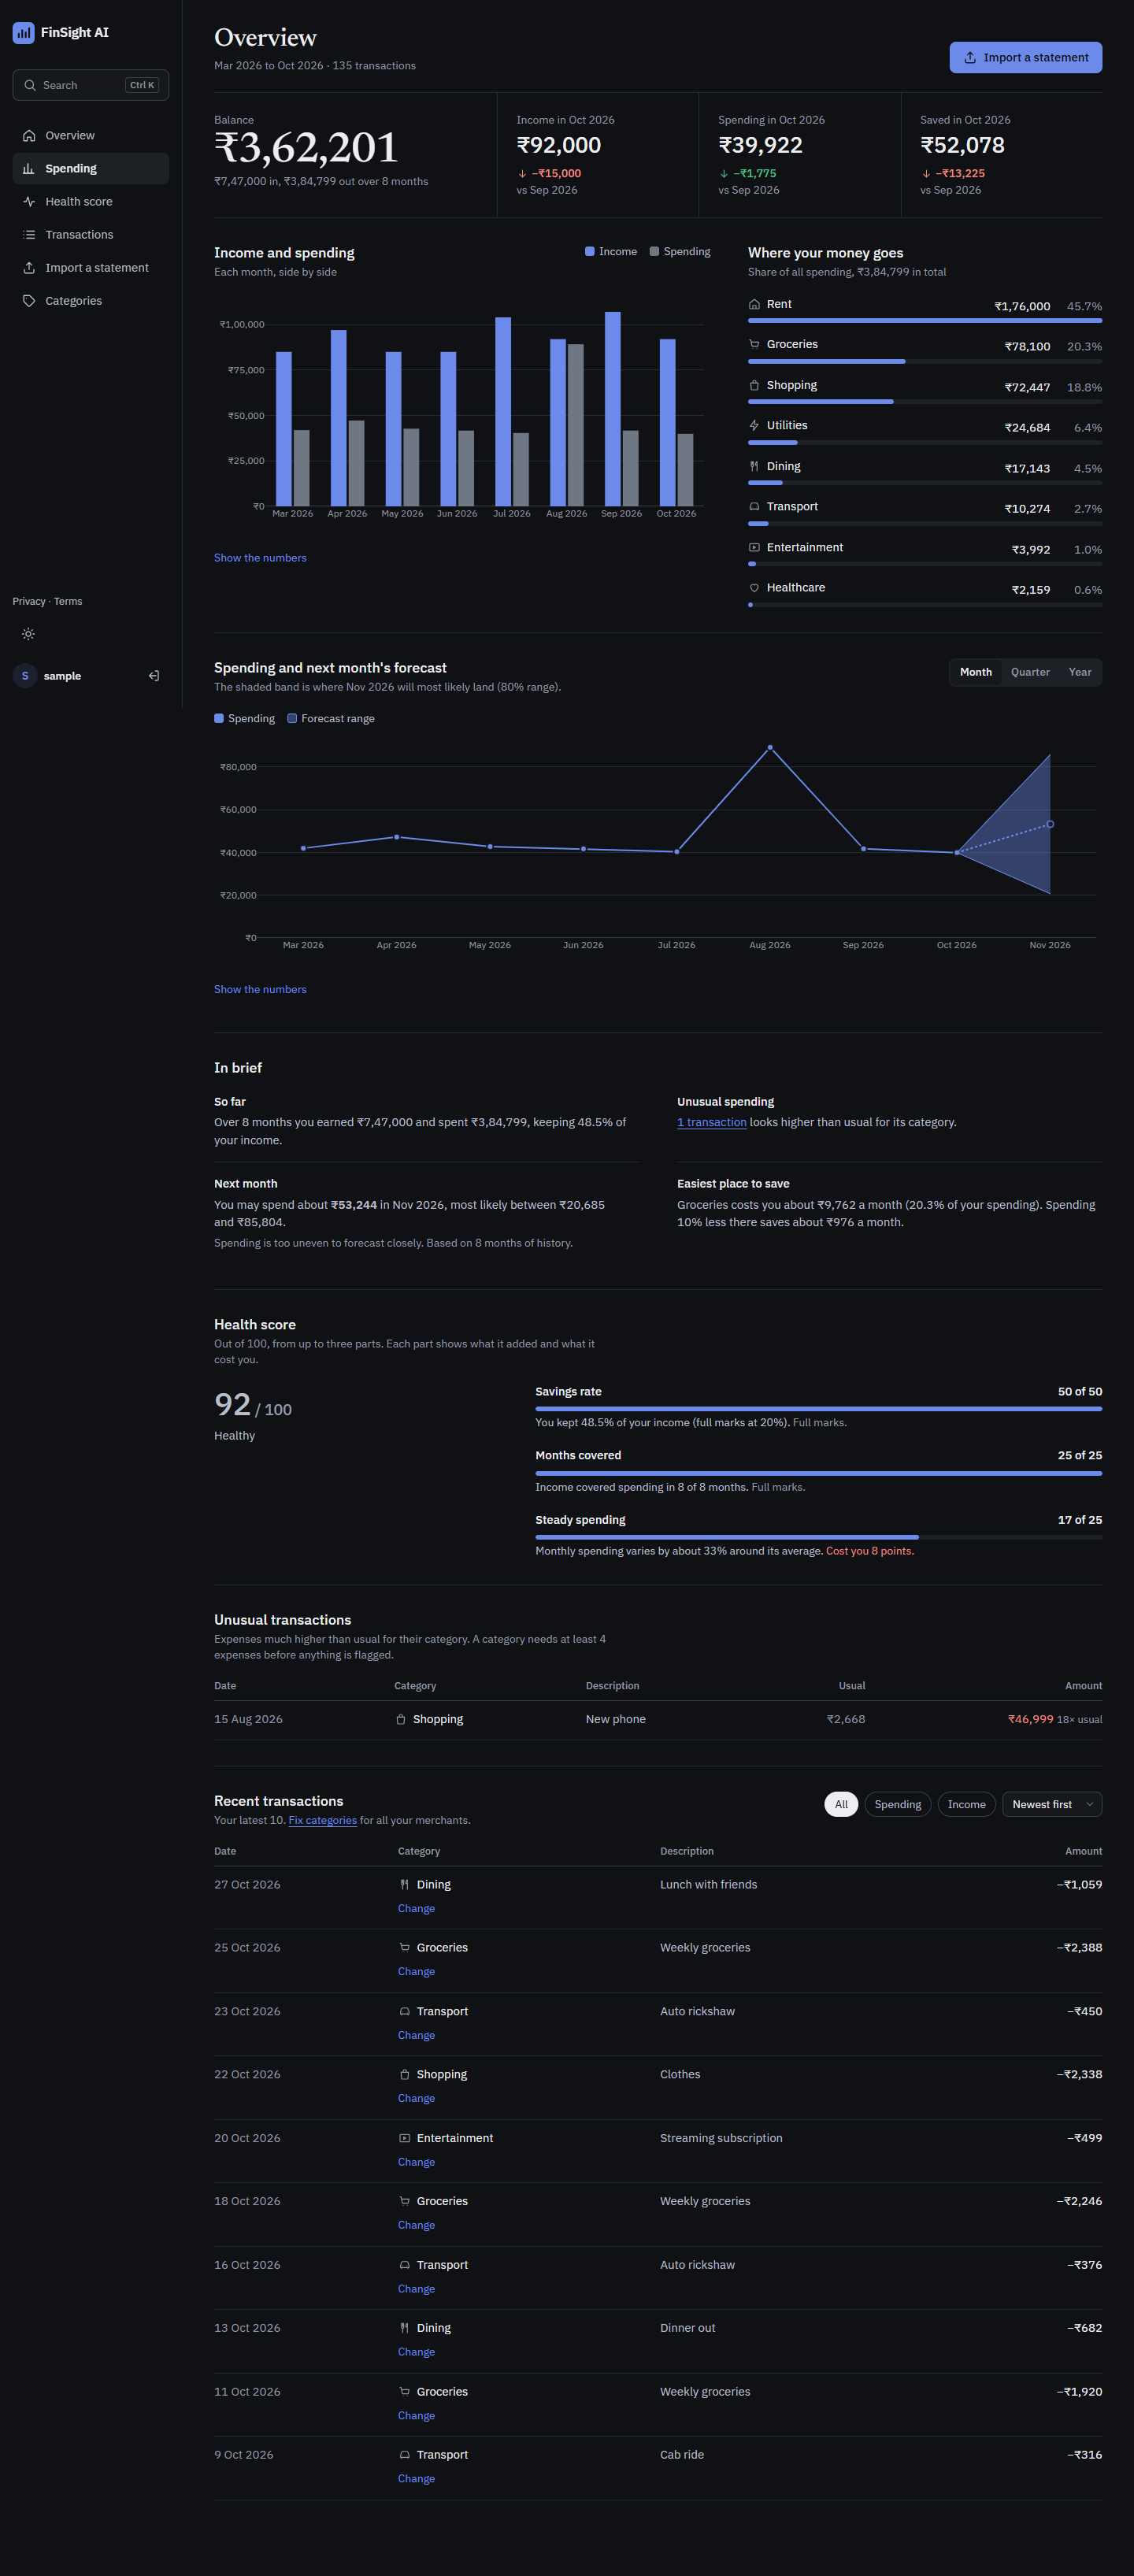 FinSight AI
Search Ctrl K
Overview
Spending
Health score
Transactions
Import a statement
Categories
Privacy · Terms
S sample
Overview
Mar 2026 to Oct 2026 · 135 transactions
Import a statement
Balance
₹3,62,201
₹7,47,000 in, ₹3,84,799 out over 8 months
Income in Oct 2026
₹92,000
↓ −₹15,000
vs Sep 2026
Spending in Oct 2026
₹39,922
↓ −₹1,775
vs Sep 2026
Saved in Oct 2026
₹52,078
↓ −₹13,225
vs Sep 2026
Income and spending
Each month, side by side
Income Spending
₹1,00,000
₹75,000
₹50,000
₹25,000
₹0
Mar 2026 Apr 2026 May 2026 Jun 2026 Jul 2026 Aug 2026 Sep 2026 Oct 2026
Show the numbers
Where your money goes
Share of all spending, ₹3,84,799 in total
Rent ₹1,76,000 45.7%
Groceries ₹78,100 20.3%
Shopping ₹72,447 18.8%
Utilities ₹24,684 6.4%
Dining ₹17,143 4.5%
Transport ₹10,274 2.7%
Entertainment ₹3,992 1.0%
Healthcare ₹2,159 0.6%
Spending and next month's forecast
The shaded band is where Nov 2026 will most likely land (80% range).
Month Quarter Year
Spending Forecast range
₹80,000
₹60,000
₹40,000
₹20,000
₹0
Mar 2026 Apr 2026 May 2026 Jun 2026 Jul 2026 Aug 2026 Sep 2026 Oct 2026 Nov 2026
Show the numbers
In brief
So far
Over 8 months you earned ₹7,47,000 and spent ₹3,84,799, keeping 48.5% of
your income.
Unusual spending
1 transaction looks higher than usual for its category.
Next month
You may spend about ₹53,244 in Nov 2026, most likely between ₹20,685
and ₹85,804.
Spending is too uneven to forecast closely. Based on 8 months of history.
Easiest place to save
Groceries costs you about ₹9,762 a month (20.3% of your spending). Spending
10% less there saves about ₹976 a month.
Health score
Out of 100, from up to three parts. Each part shows what it added and what it
cost you.
92 / 100
Healthy
Savings rate 50 of 50
You kept 48.5% of your income (full marks at 20%). Full marks.
Months covered 25 of 25
Income covered spending in 8 of 8 months. Full marks.
Steady spending 17 of 25
Monthly spending varies by about 33% around its average. Cost you 8 points.
Unusual transactions
Expenses much higher than usual for their category. A category needs at least 4
expenses before anything is flagged.
Date Category Description Usual Amount
15 Aug 2026 Shopping New phone ₹2,668 ₹46,999 18× usual
Recent transactions
Your latest 10. Fix categories for all your merchants.
All Spending Income Newest first
Date Category Description Amount
27 Oct 2026 Dining Lunch with friends −₹1,059
Change
25 Oct 2026 Groceries Weekly groceries −₹2,388
Change
23 Oct 2026 Transport Auto rickshaw −₹450
Change
22 Oct 2026 Shopping Clothes −₹2,338
Change
20 Oct 2026 Entertainment Streaming subscription −₹499
Change
18 Oct 2026 Groceries Weekly groceries −₹2,246
Change
16 Oct 2026 Transport Auto rickshaw −₹376
Change
13 Oct 2026 Dining Dinner out −₹682
Change
11 Oct 2026 Groceries Weekly groceries −₹1,920
Change
9 Oct 2026 Transport Cab ride −₹316
Change